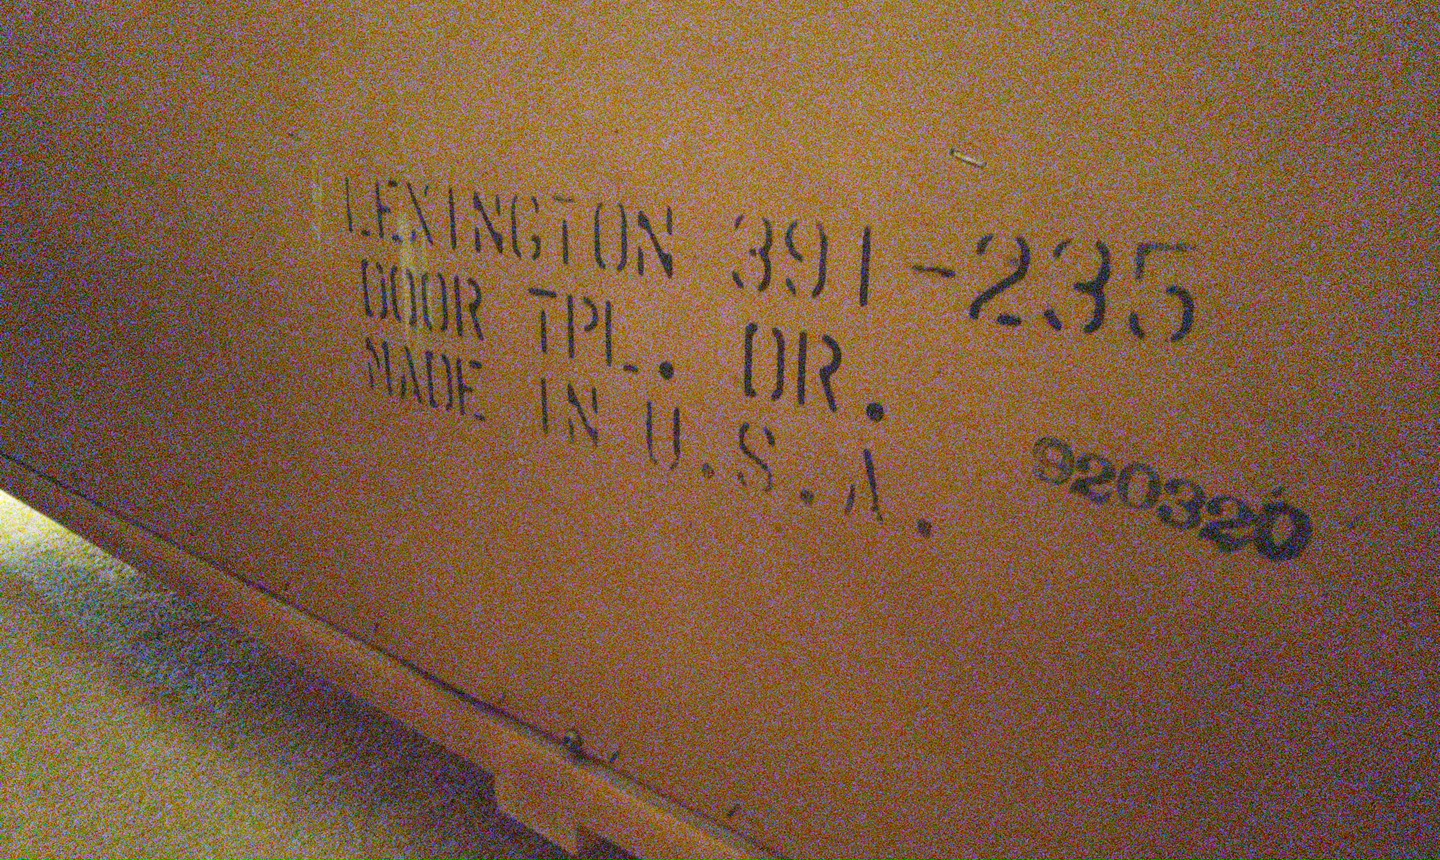 LEXINGTON 391-235
DOOR TPL. DR.
MADE IN U.S.A.
920320